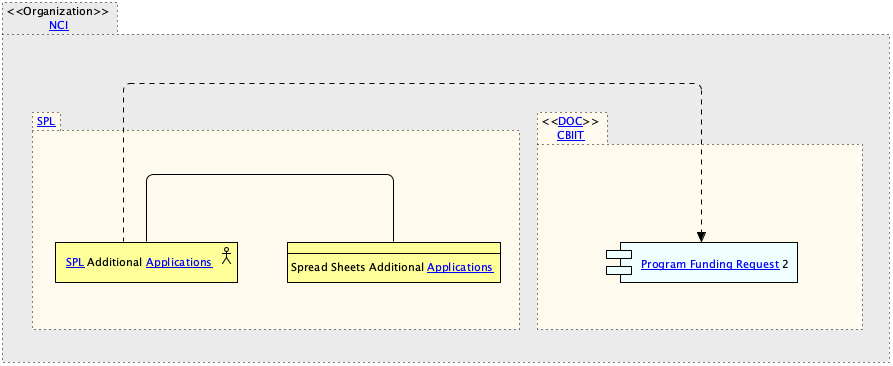 <<Organization>>
NCI
SPL
<<DOC>>
CBIIT
SPL Additional Applications
Spread Sheets Additional Applications
Program Funding Request 2